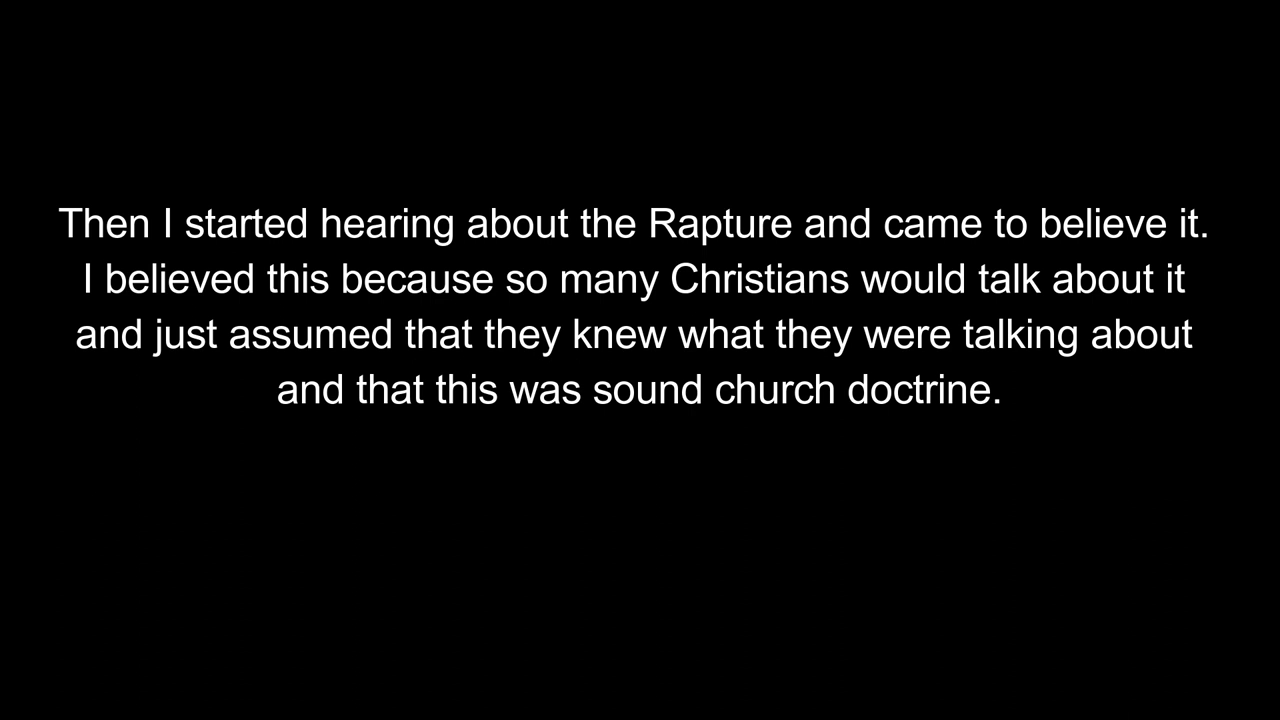 Then I started hearing about the Rapture and came to believe it.
I believed this because so many Christians would talk about it
and just assumed that they knew what they were talking about
and that this was sound church doctrine.